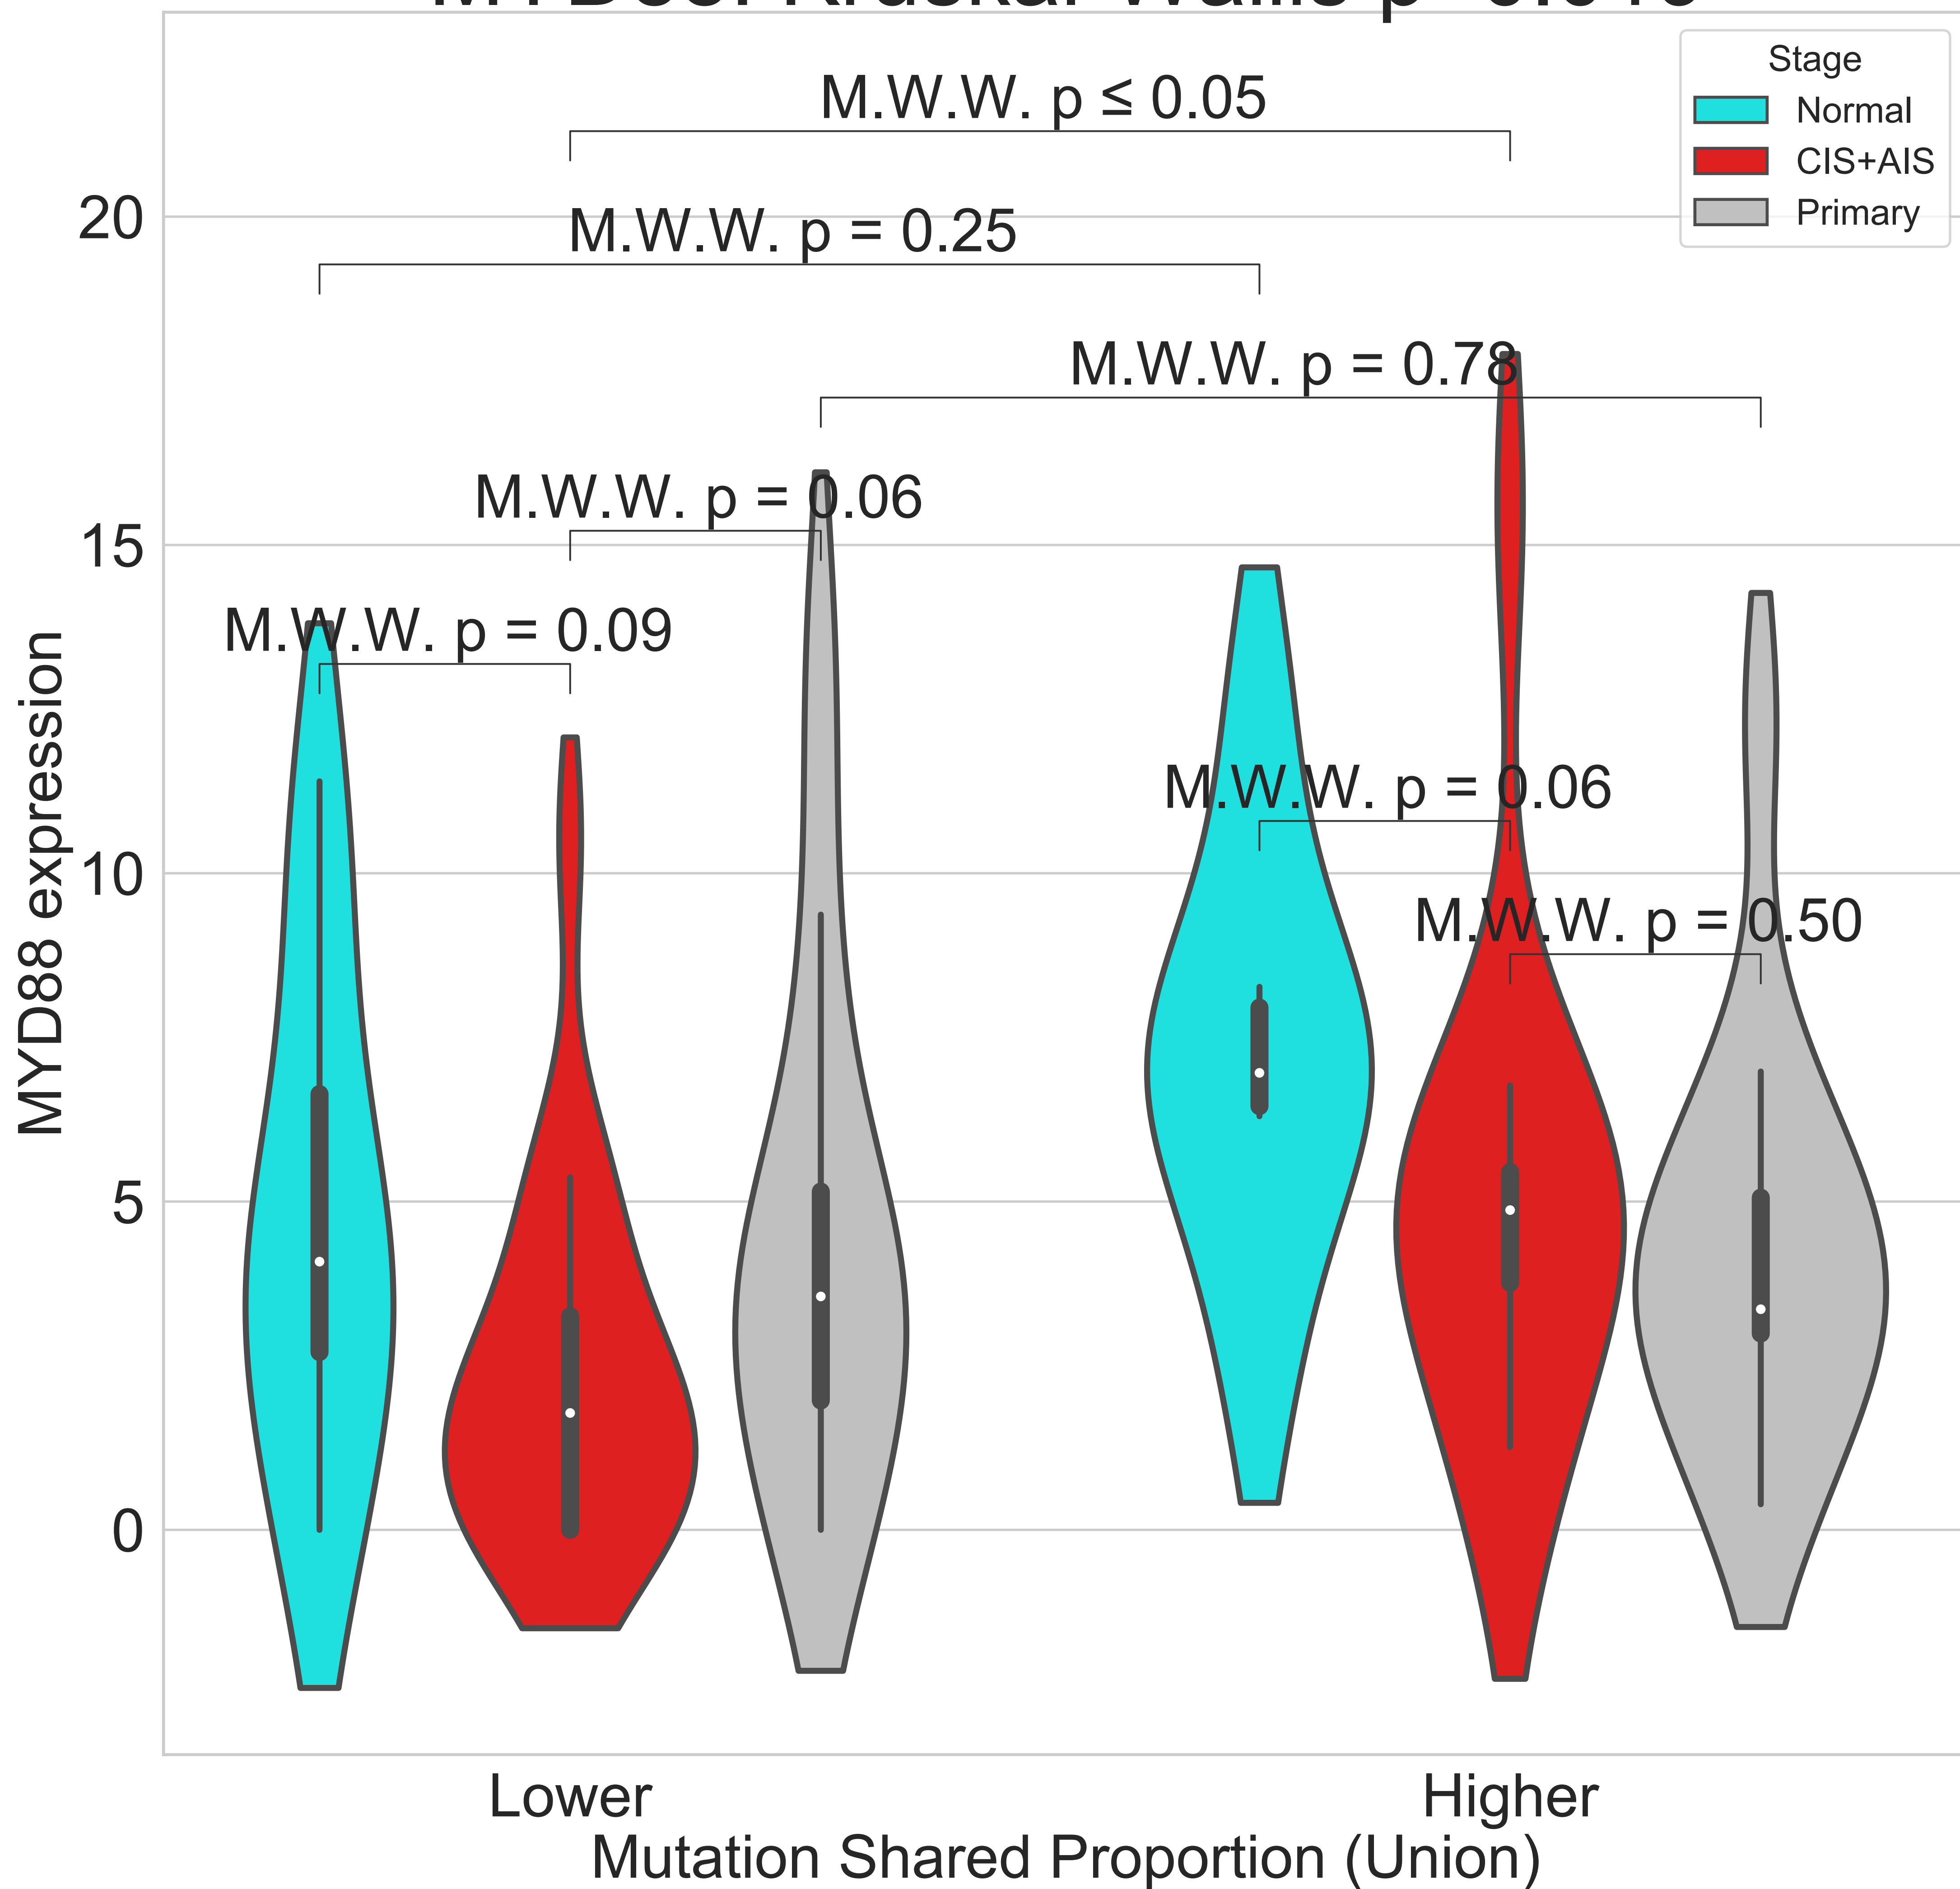 Stage
Normal
CIS+AIS
Primary
M.W.W. p ≤ 0.05
M.W.W. p = 0.25
M.W.W. p = 0.78
M.W.W. p = 0.06
M.W.W. p = 0.09
M.W.W. p = 0.06
M.W.W. p = 0.50
20
15
10
5
0
MYD88 expression
Lower
Higher
Mutation Shared Proportion (Union)